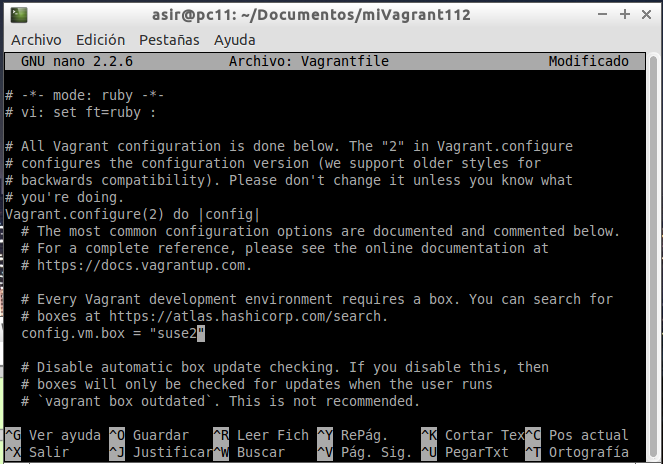 asir@pc11: ~/Documentos/miVagrant112
Archivo Edición Pestañas Ayuda
GNU nano 2.2.6 Archivo: Vagrantfile Modificado
# -*- mode: ruby -*-
# vi: set ft=ruby :
# All Vagrant configuration is done below. The "2" in Vagrant.configure
# configures the configuration version (we support older styles for
# backwards compatibility). Please don't change it unless you know what
# you're doing.
Vagrant.configure(2) do |config|
# The most common configuration options are documented and commented below.
# For a complete reference, please see the online documentation at
# https://docs.vagrantup.com.
# Every Vagrant development environment requires a box. You can search for
# boxes at https://atlas.hashicorp.com/search.
config.vm.box = "suse2"
# Disable automatic box update checking. If you disable this, then
# boxes will only be checked for updates when the user runs
# `vagrant box outdated`. This is not recommended.
^G Ver ayuda ^O Guardar ^R Leer Fich ^Y RePág. ^K Cortar Tex ^C Pos actual
^X Salir ^J Justificar ^W Buscar ^V Pág. Sig. ^U PegarTxt ^T Ortografía